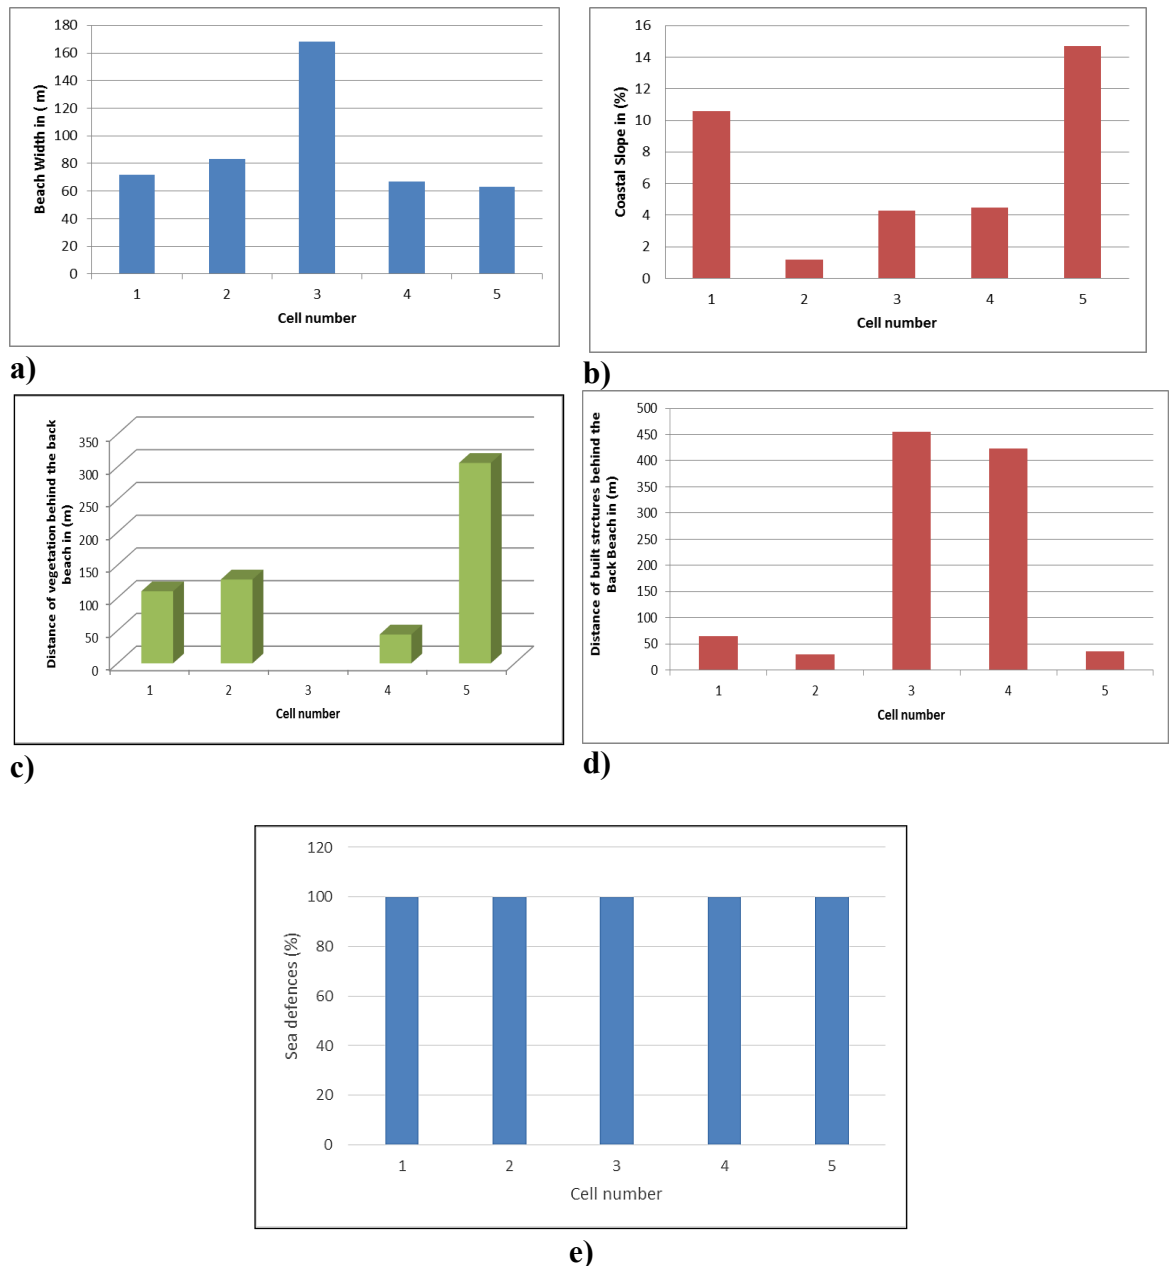 180
160
140
120
100
80
60
40
20
0
Beach Width in ( m)
1 2 3 4 5
Cell number
a)
16
14
12
10
8
6
4
2
0
Coastal Slope in (%)
1 2 3 4 5
Cell number
b)
350
300
250
200
150
100
50
0
Distance of vegetation behind the back
beach in (m)
1 2 3 4 5
Cell number
c)
500
450
400
350
300
250
200
150
100
50
0
Distance of built strctures behind the
Back Beach in (m)
1 2 3 4 5
Cell number
d)
120
100
80
60
40
20
0
Sea defences (%)
1 2 3 4 5
Cell number
e)